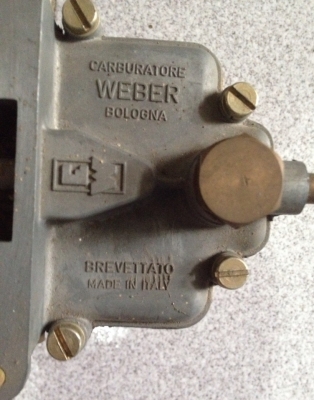 CARBURATORE
WEBER
BOLOGNA
BREVETTATO
MADE IN ITALY